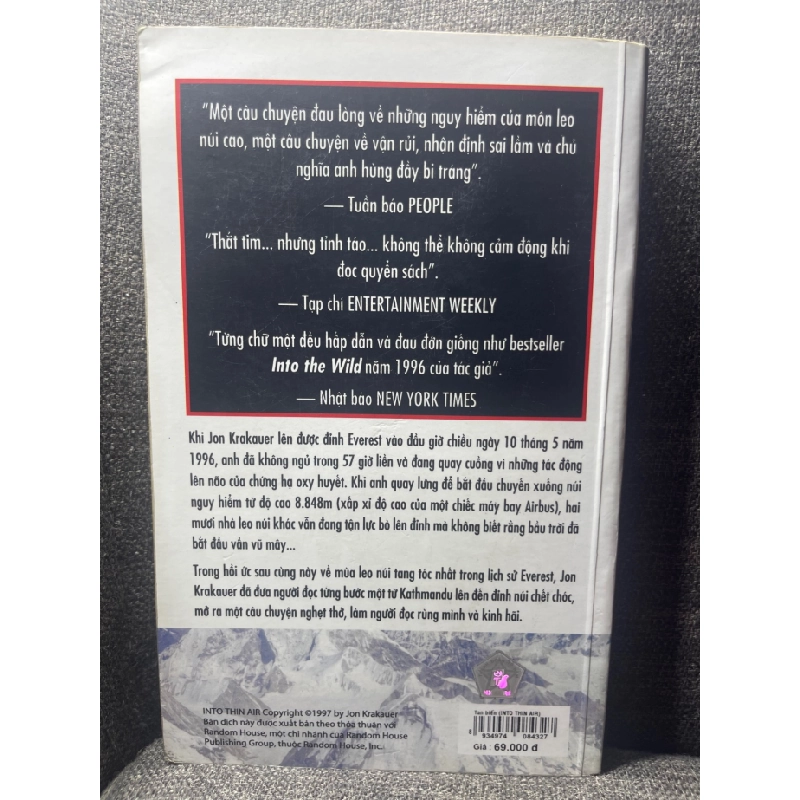 "Một câu chuyện đau lòng về những nguy hiểm của môn leo
núi cao, một câu chuyện về vận rủi, nhận định sai lầm và chủ
nghĩa anh hùng đầy bi tráng".
— Tuần báo PEOPLE
"Thắt tim... nhưng tỉnh táo... không thể không cảm động khi
đọc quyển sách".
— Tạp chí ENTERTAINMENT WEEKLY
"Từng chữ một đều hấp dẫn và đau đớn giống như bestseller
Into the Wild năm 1996 của tác giả".
— Nhật báo NEW YORK TIMES
Khi Jon Krakauer lên được đỉnh Everest vào đầu giờ chiều ngày 10 tháng 5 năm
1996, anh đã không ngủ trong 57 giờ liền và đang quay cuồng vì những tác động
lên não của chứng hạ oxy huyết. Khi anh quay lưng để bắt đầu chuyến xuống núi
nguy hiểm từ độ cao 8.848m (xấp xỉ độ cao của một chiếc máy bay Airbus), hai
mươi nhà leo núi khác vẫn đang tận lực bò lên đỉnh mà không biết rằng bầu trời đã
bắt đầu vần vũ mây...
Trong hồi ức sau cùng này về mùa leo núi tang tóc nhất trong lịch sử Everest, Jon
Krakauer đã đưa người đọc từng bước một từ Kathmandu lên đến đỉnh núi chết chóc,
mở ra một câu chuyện nghẹt thở, làm người đọc rùng mình và kinh hãi.
INTO THIN AIR Copyright ©1997 by Jon Krakauer
Bản dịch này được xuất bản theo thỏa thuận với
Random House, một chi nhánh của Random House
Publishing Group, thuộc Random House, Inc.
Tan biến (INTO THIN AIR)
8 934974 084327
Giá : 69.000 đ